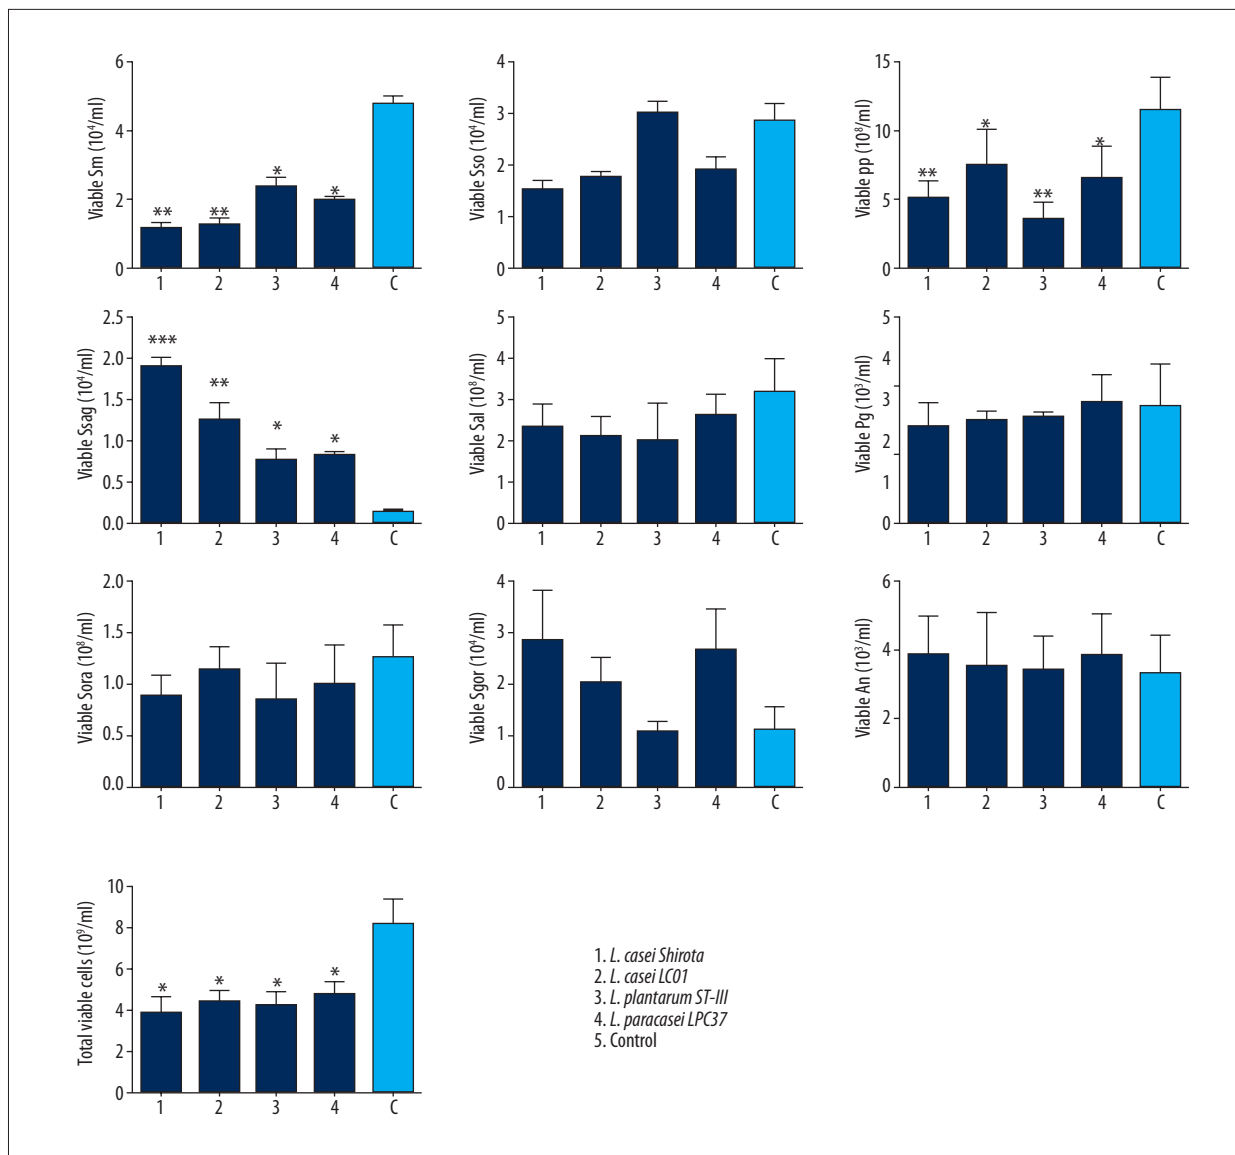 Viable Sm (10⁴/ml)
6
4
2
0
** ** * *
1 2 3 4 C
Viable Sso (10⁴/ml)
4
3
2
1
0
1 2 3 4 C
Viable pp (10⁸/ml)
15
10
5
0
** * ** *
1 2 3 4 C
Viable Ssag (10⁴/ml)
2.5
2.0
1.5
1.0
0.5
0.0
*** ** * *
1 2 3 4 C
Viable Sal (10⁸/ml)
5
4
3
2
1
0
1 2 3 4 C
Viable Pg (10³/ml)
5
4
3
2
1
0
1 2 3 4 C
Viable Sora (10⁸/ml)
2.0
1.5
1.0
0.5
0.0
1 2 3 4 C
Viable Sgor (10⁴/ml)
4
3
2
1
0
1 2 3 4 C
Viable An (10³/ml)
6
4
2
0
1 2 3 4 C
Total viable cells (10⁹/ml)
10
8
6
4
2
0
* * * *
1 2 3 4 C
1. L. casei Shirota
2. L. casei LC01
3. L. plantarum ST-III
4. L. paracasei LPC37
5. Control